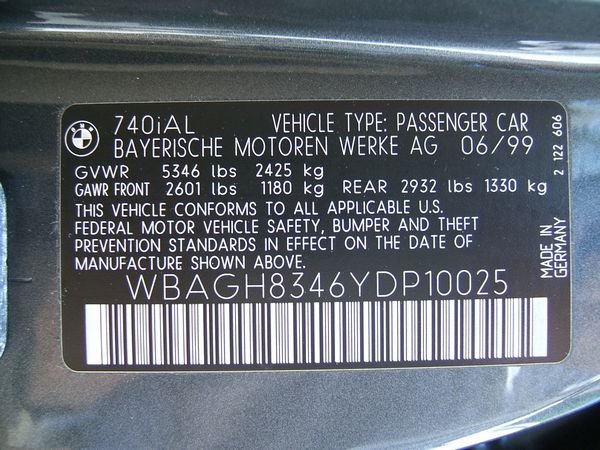 BMW
740iAL VEHICLE TYPE: PASSENGER CAR
BAYERISCHE MOTOREN WERKE AG 06/99
GVWR 5346 lbs 2425 kg
GAWR FRONT 2601 lbs 1180 kg REAR 2932 lbs 1330 kg
THIS VEHICLE CONFORMS TO ALL APPLICABLE U.S.
FEDERAL MOTOR VEHICLE SAFETY, BUMPER AND THEFT
PREVENTION STANDARDS IN EFFECT ON THE DATE OF
MANUFACTURE SHOWN ABOVE.
WBAGH8346YDP10025
MADE IN
GERMANY 2 122 606